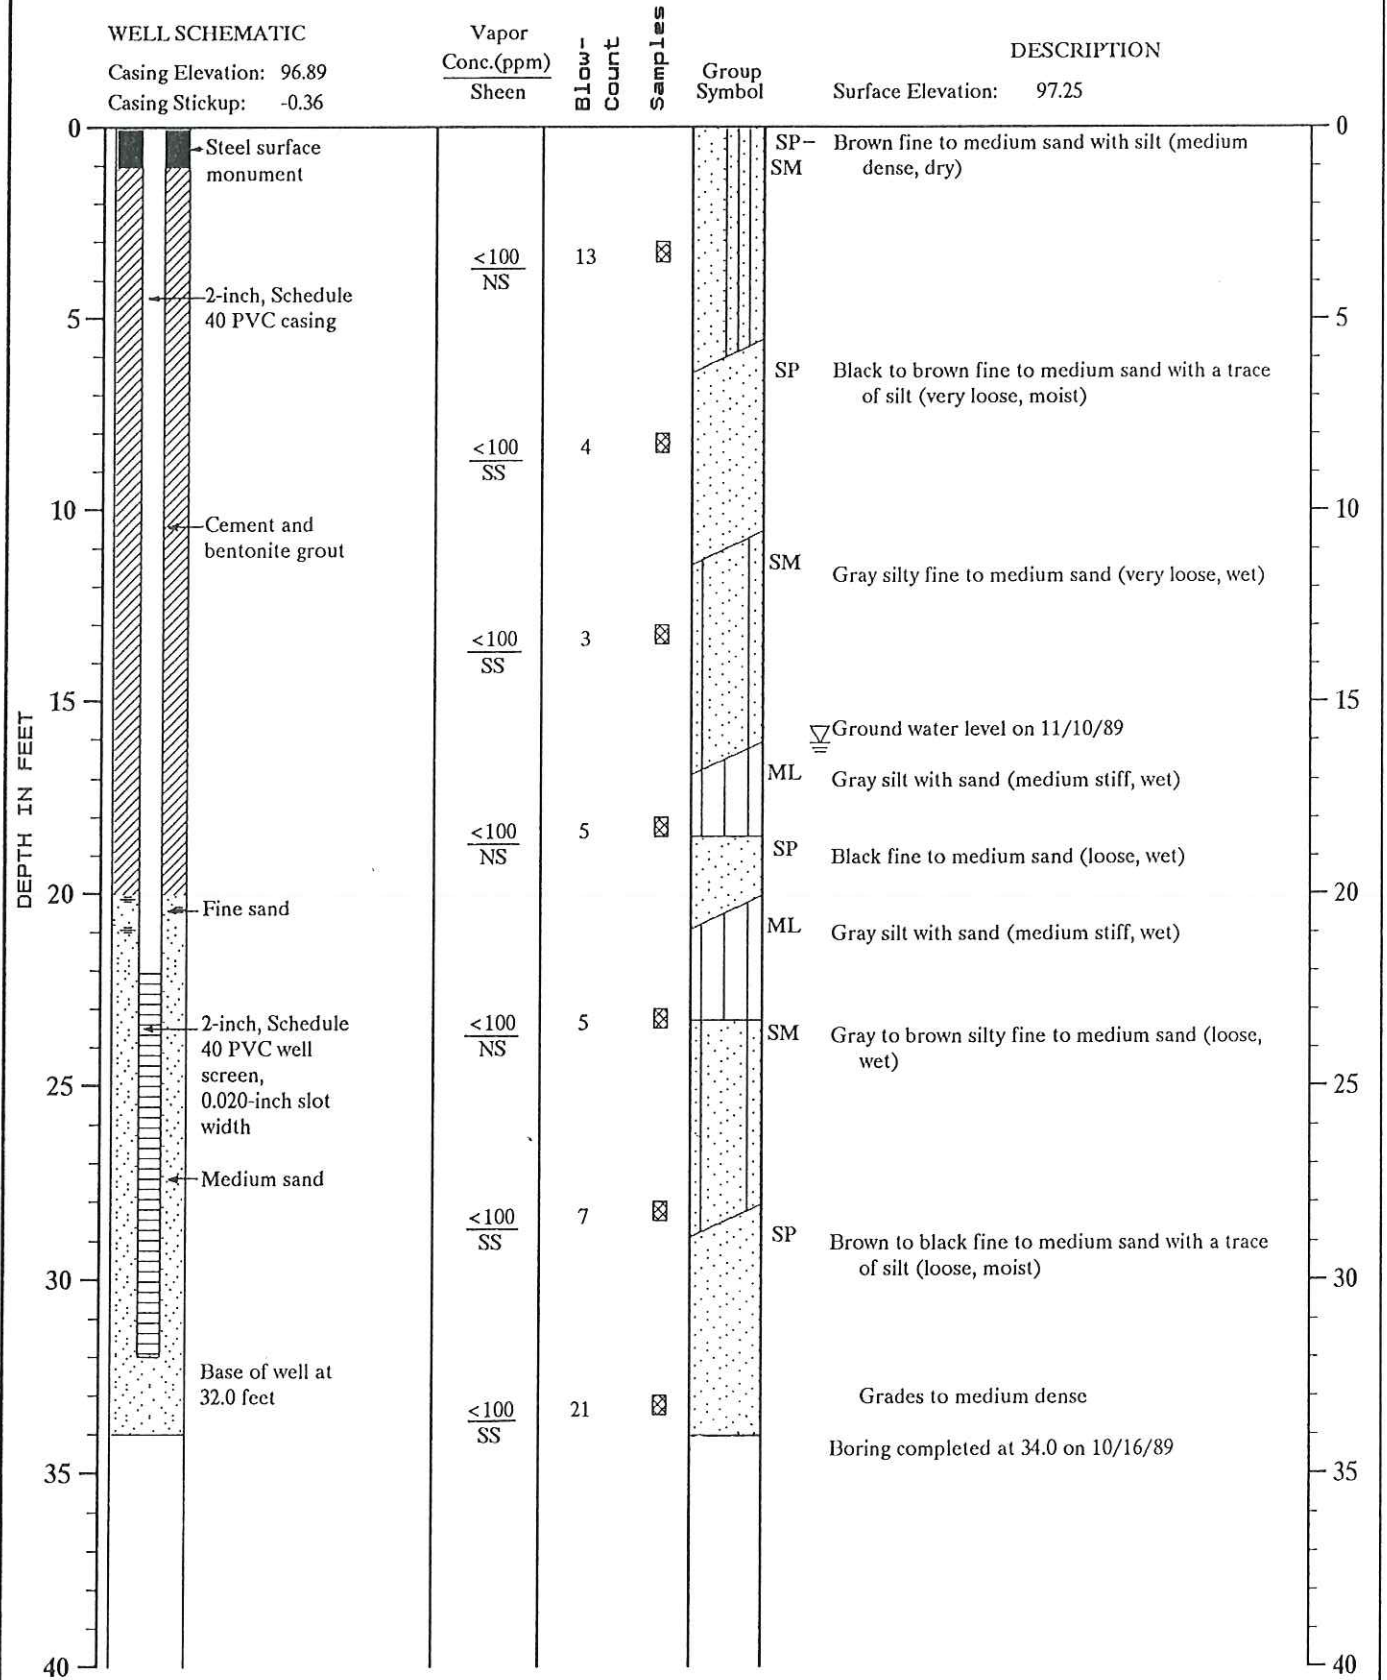 WELL SCHEMATIC
Casing Elevation: 96.89
Casing Stickup: -0.36
Vapor
Conc.(ppm)
Sheen
Blow-
Count
Samples
Group
Symbol
DESCRIPTION
Surface Elevation: 97.25
DEPTH IN FEET
0
Steel surface
monument
SP-
SM
Brown fine to medium sand with silt (medium
dense, dry)
0
<100
NS
13
2-inch, Schedule
40 PVC casing
5
5
SP
Black to brown fine to medium sand with a trace
of silt (very loose, moist)
<100
SS
4
10
10
Cement and
bentonite grout
SM
Gray silty fine to medium sand (very loose, wet)
<100
SS
3
15
15
Ground water level on 11/10/89
ML
Gray silt with sand (medium stiff, wet)
<100
NS
5
SP
Black fine to medium sand (loose, wet)
20
20
Fine sand
ML
Gray silt with sand (medium stiff, wet)
2-inch, Schedule
40 PVC well
screen,
0.020-inch slot
width
<100
NS
5
SM
Gray to brown silty fine to medium sand (loose,
wet)
25
25
Medium sand
<100
SS
7
SP
Brown to black fine to medium sand with a trace
of silt (loose, moist)
30
30
Base of well at
32.0 feet
<100
SS
21
Grades to medium dense
Boring completed at 34.0 on 10/16/89
35
35
40
40